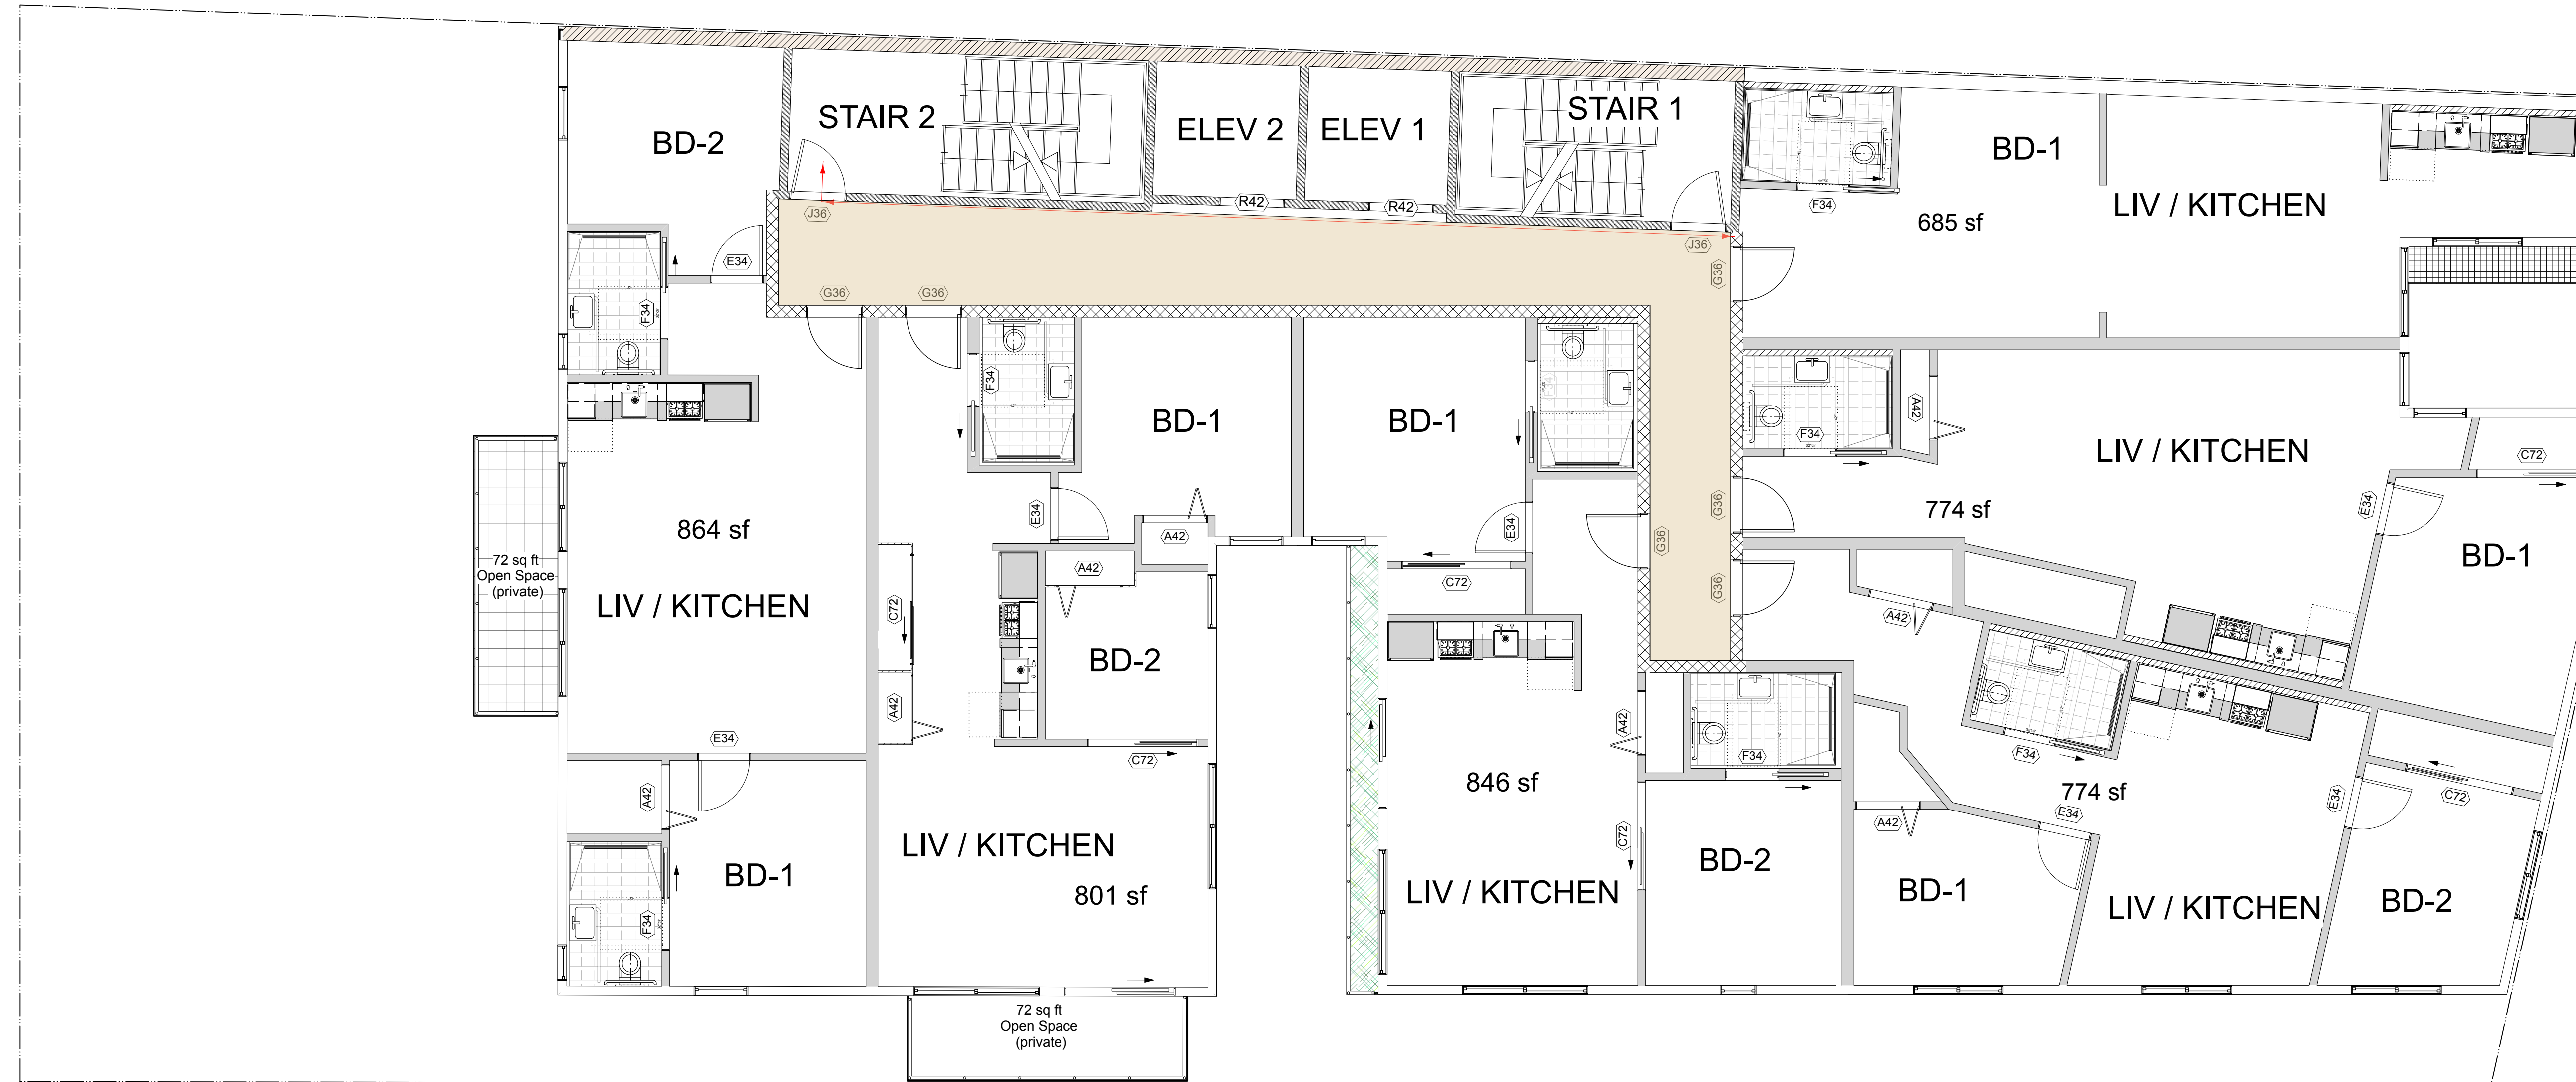 STAIR 2
ELEV 2
ELEV 1
STAIR 1
BD-2
BD-1
LIV / KITCHEN
685 sf
R42
R42
J36
J36
F34
E34
G36
G36
G36
F34
864 sf
LIV / KITCHEN
72 sq ft
Open Space
(private)
E34
A42
F34
BD-1
F34
BD-1
E34
A42
A42
C72
A42
BD-2
C72
LIV / KITCHEN
801 sf
72 sq ft
Open Space
(private)
BD-1
E34
C72
G36
A42
846 sf
C72
LIV / KITCHEN
F34
BD-2
G36
G36
F34
A42
LIV / KITCHEN
774 sf
C72
E34
BD-1
A42
F34
774 sf
E34
A42
BD-1
LIV / KITCHEN
E34
C72
BD-2